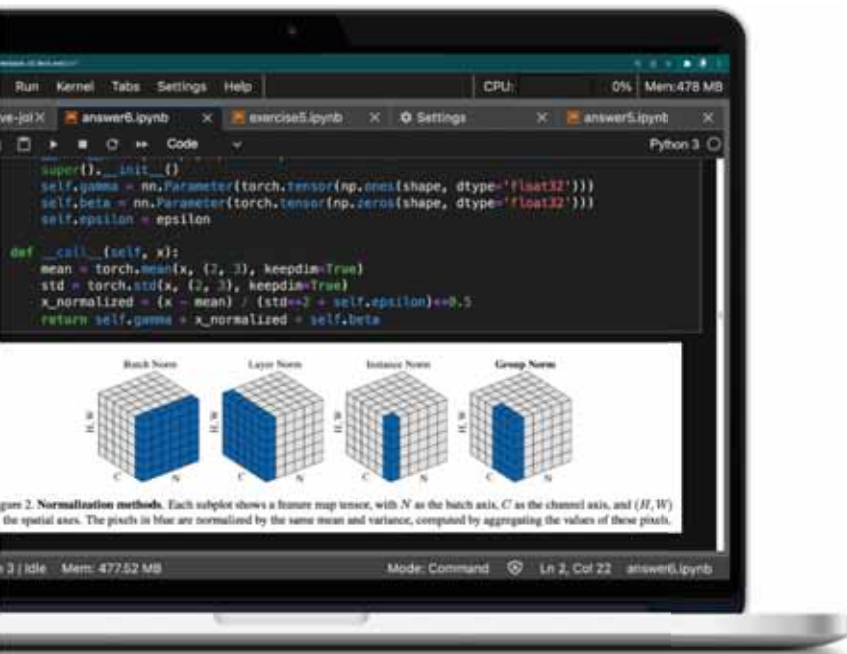 Run Kernel Tabs Settings Help CPU: 0% Mem:478 MB
ve-jol × answer6.ipynb × exercise5.ipynb × Settings × answer5.ipynb ×
Code Python 3
super().__init__()
self.gamma = nn.Parameter(torch.tensor(np.ones(shape, dtype='float32')))
self.beta = nn.Parameter(torch.tensor(np.zeros(shape, dtype='float32')))
self.epsilon = epsilon
def __call__(self, x):
mean = torch.mean(x, (2, 3), keepdim=True)
std = torch.std(x, (2, 3), keepdim=True)
x_normalized = (x - mean) / (std**2 + self.epsilon)**0.5
return self.gamma * x_normalized + self.beta
Batch Norm Layer Norm Instance Norm Group Norm
H, W H, W H, W H, W
C N C N C N C N
gure 2. Normalization methods. Each subplot shows a feature map tensor, with N as the batch axis, C as the channel axis, and (H, W)
the spatial axes. The pixels in blue are normalized by the same mean and variance, computed by aggregating the values of these pixels.
3 | Idle Mem: 477.52 MB Mode: Command Ln 2, Col 22 answer6.ipynb